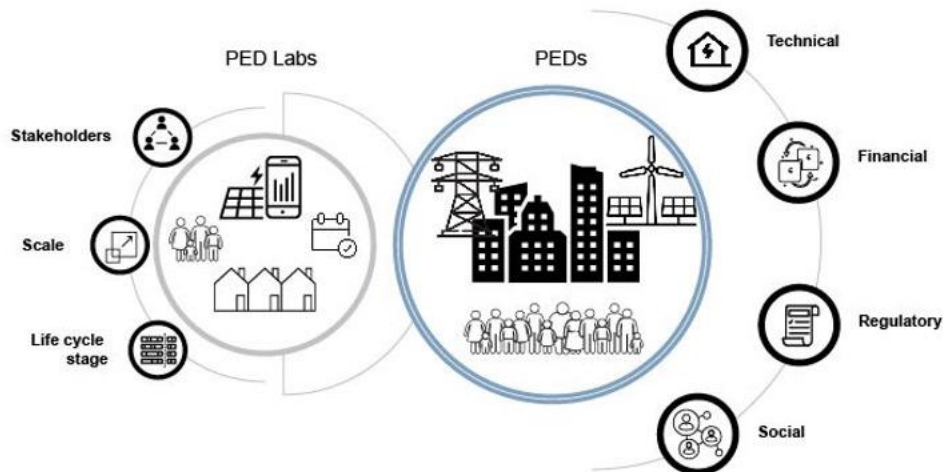 PED Labs
PEDs
Stakeholders
Scale
Life cycle
stage
Technical
Financial
Regulatory
Social